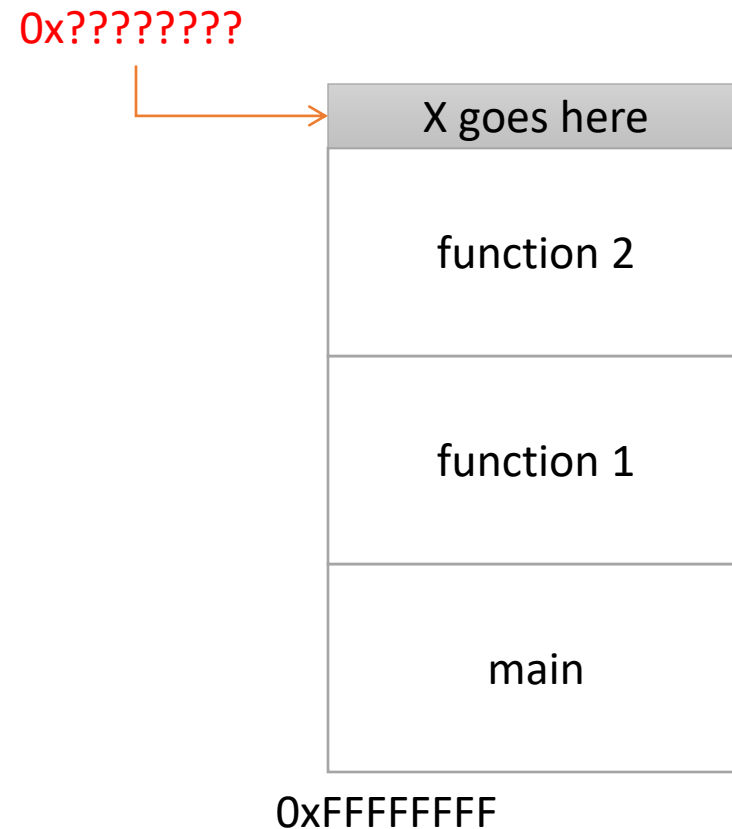 0x????????
X goes here
function 2
function 1
main
0xFFFFFFFF